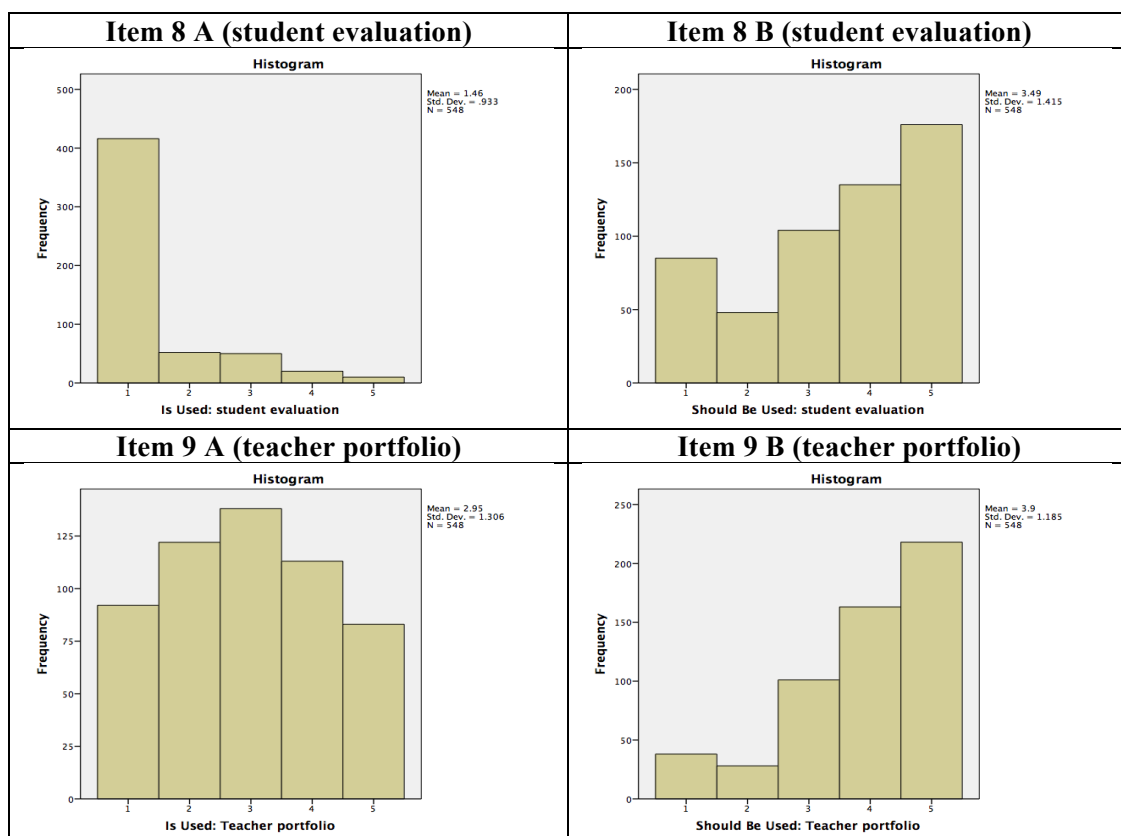 Item 8 A (student evaluation)
Histogram
Mean = 1.46
Std. Dev. = .933
N = 548
500
400
300
200
100
0
Frequency
1 2 3 4 5
Is Used: student evaluation
Item 8 B (student evaluation)
Histogram
Mean = 3.49
Std. Dev. = 1.415
N = 548
200
150
100
50
0
Frequency
1 2 3 4 5
Should Be Used: student evaluation
Item 9 A (teacher portfolio)
Histogram
Mean = 2.95
Std. Dev. = 1.306
N = 548
125
100
75
50
25
0
Frequency
1 2 3 4 5
Is Used: Teacher portfolio
Item 9 B (teacher portfolio)
Histogram
Mean = 3.9
Std. Dev. = 1.185
N = 548
250
200
150
100
50
0
Frequency
1 2 3 4 5
Should Be Used: Teacher portfolio